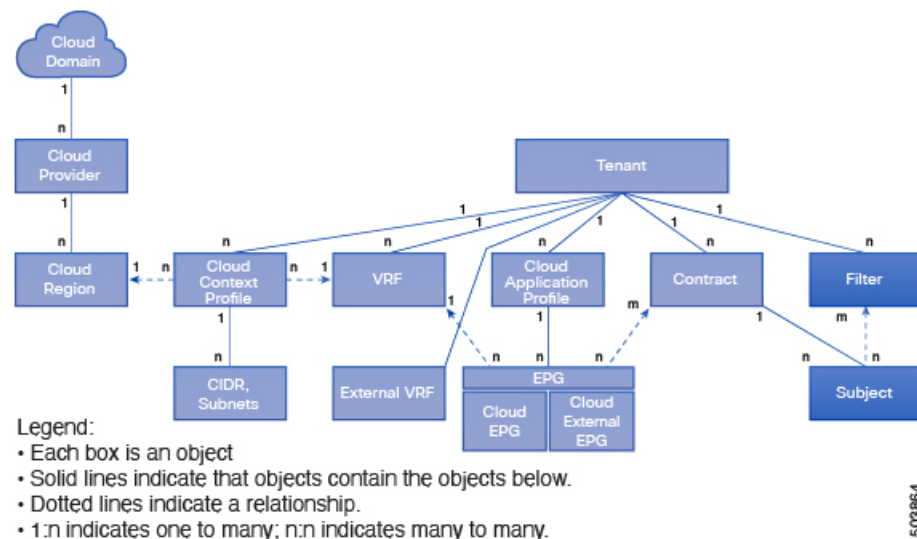 Cloud
Domain
1
n
Cloud
Provider
Tenant
1
1
1
1
1
1
n
n
n
n
n
n
Cloud
Region
1
n
Cloud
Context
Profile
n
1
VRF
Cloud
Application
Profile
Contract
Filter
1
1
1
m
1
m
n
n
n
n
n
n
CIDR,
Subnets
External VRF
EPG
Cloud
EPG
Cloud
External
EPG
Subject
Legend:
• Each box is an object
• Solid lines indicate that objects contain the objects below.
• Dotted lines indicate a relationship.
• 1:n indicates one to many; n:n indicates many to many.
503864